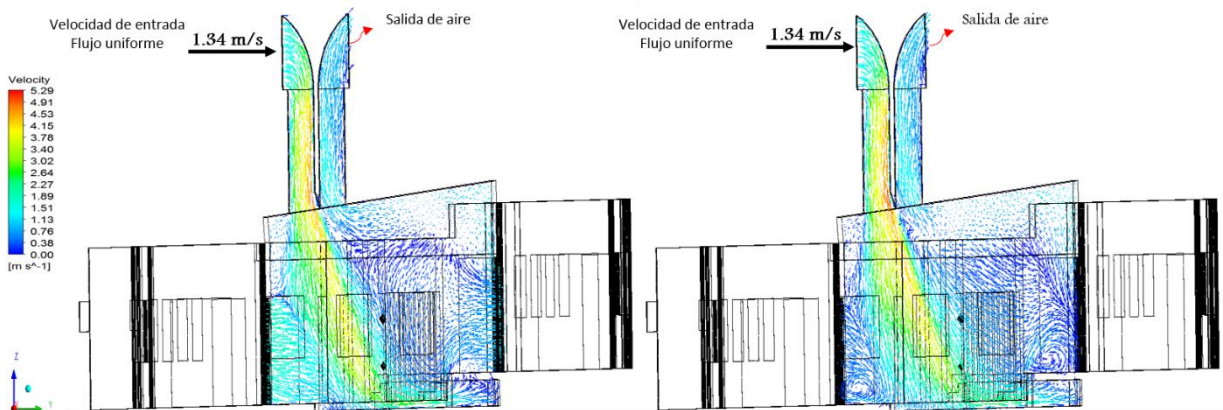 Velocidad de entrada
Flujo uniforme
1.34 m/s
Salida de aire
Velocidad de entrada
Flujo uniforme
1.34 m/s
Salida de aire
Velocity
5.29
4.91
4.53
4.15
3.78
3.40
3.02
2.64
2.27
1.89
1.51
1.13
0.76
0.38
0.00
[m s^-1]
Z
Y